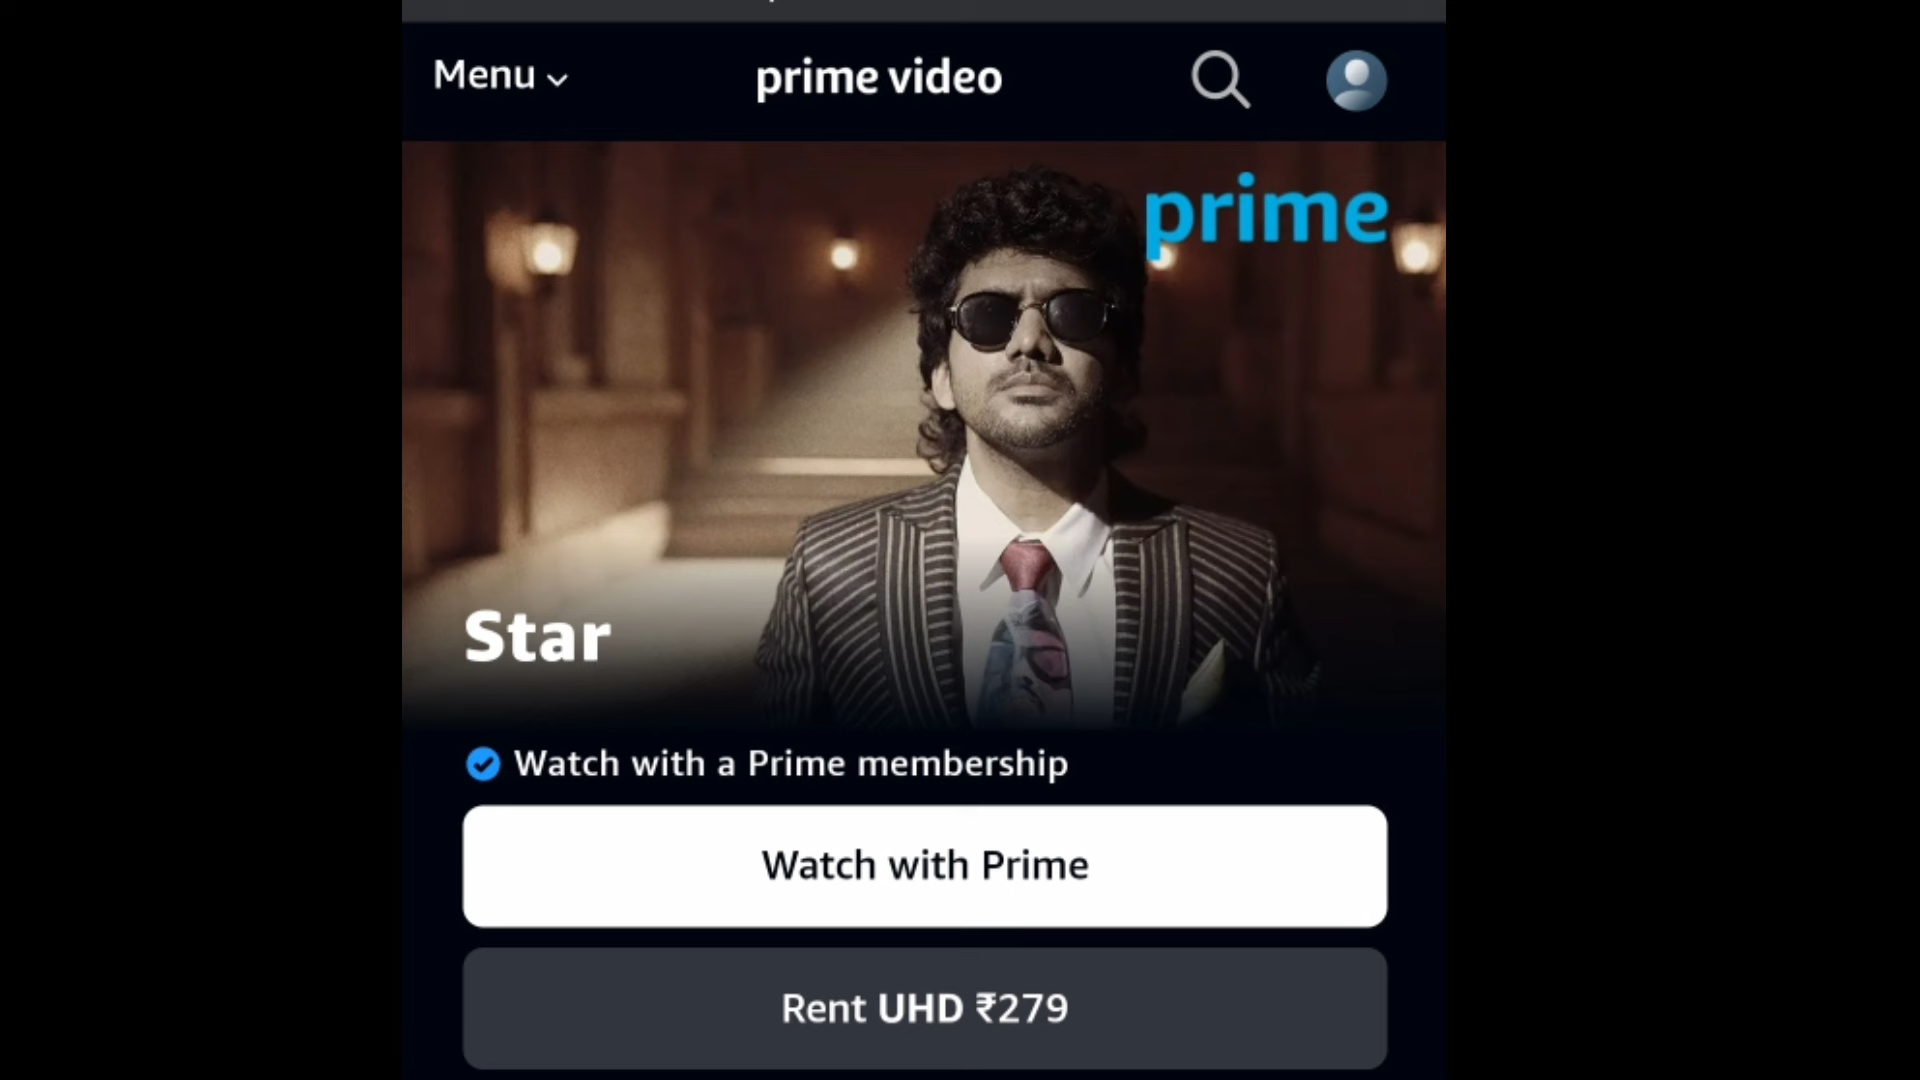 Menu
prime video
prime
Star
Watch with a Prime membership
Watch with Prime
Rent UHD ₹279